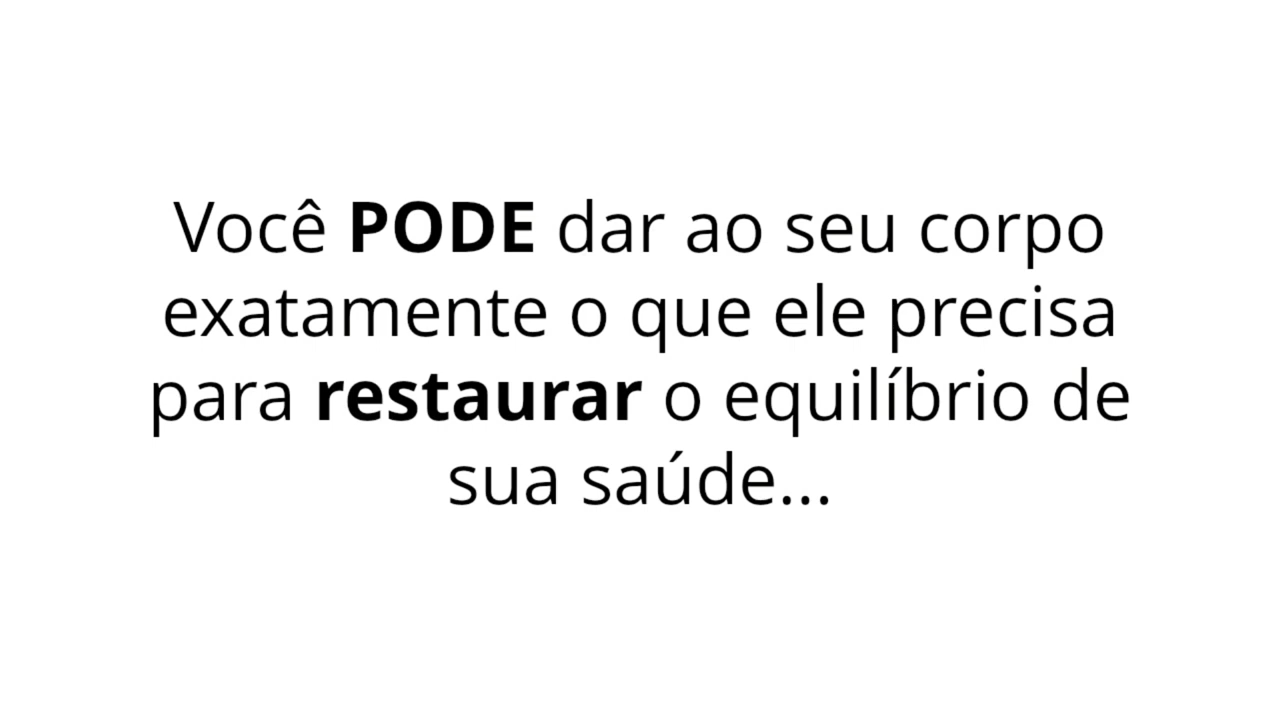 Você PODE dar ao seu corpo
exatamente o que ele precisa
para restaurar o equilíbrio de
sua saúde...